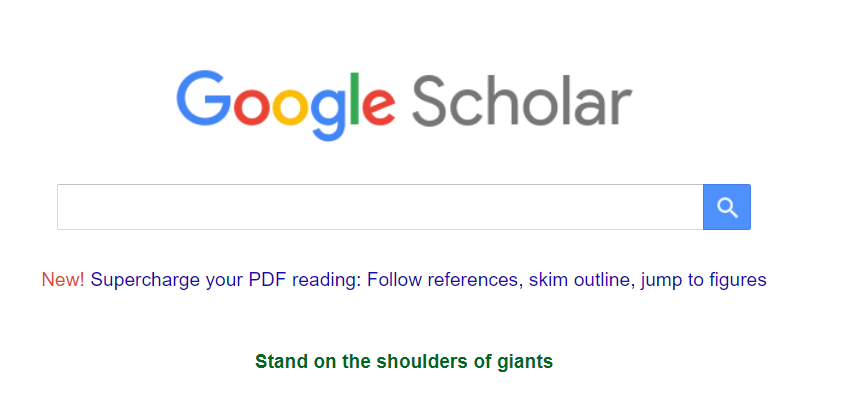 Google Scholar
New! Supercharge your PDF reading: Follow references, skim outline, jump to figures
Stand on the shoulders of giants